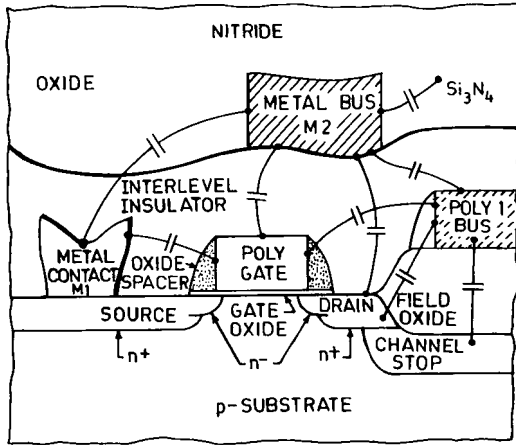 NITRIDE
OXIDE
METAL BUS
M2
Si3N4
INTERLEVEL
INSULATOR
POLY 1
BUS
METAL
CONTACT
M1
OXIDE
SPACER
POLY
GATE
SOURCE
GATE
OXIDE
DRAIN
FIELD
OXIDE
n+
n-
n+
CHANNEL
STOP
p-SUBSTRATE